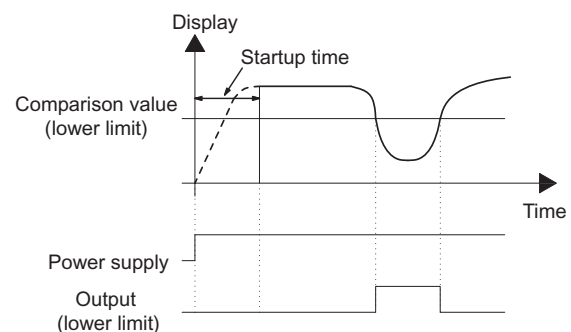 Display
Startup time
Comparison value
(lower limit)
Time
Power supply
Output
(lower limit)